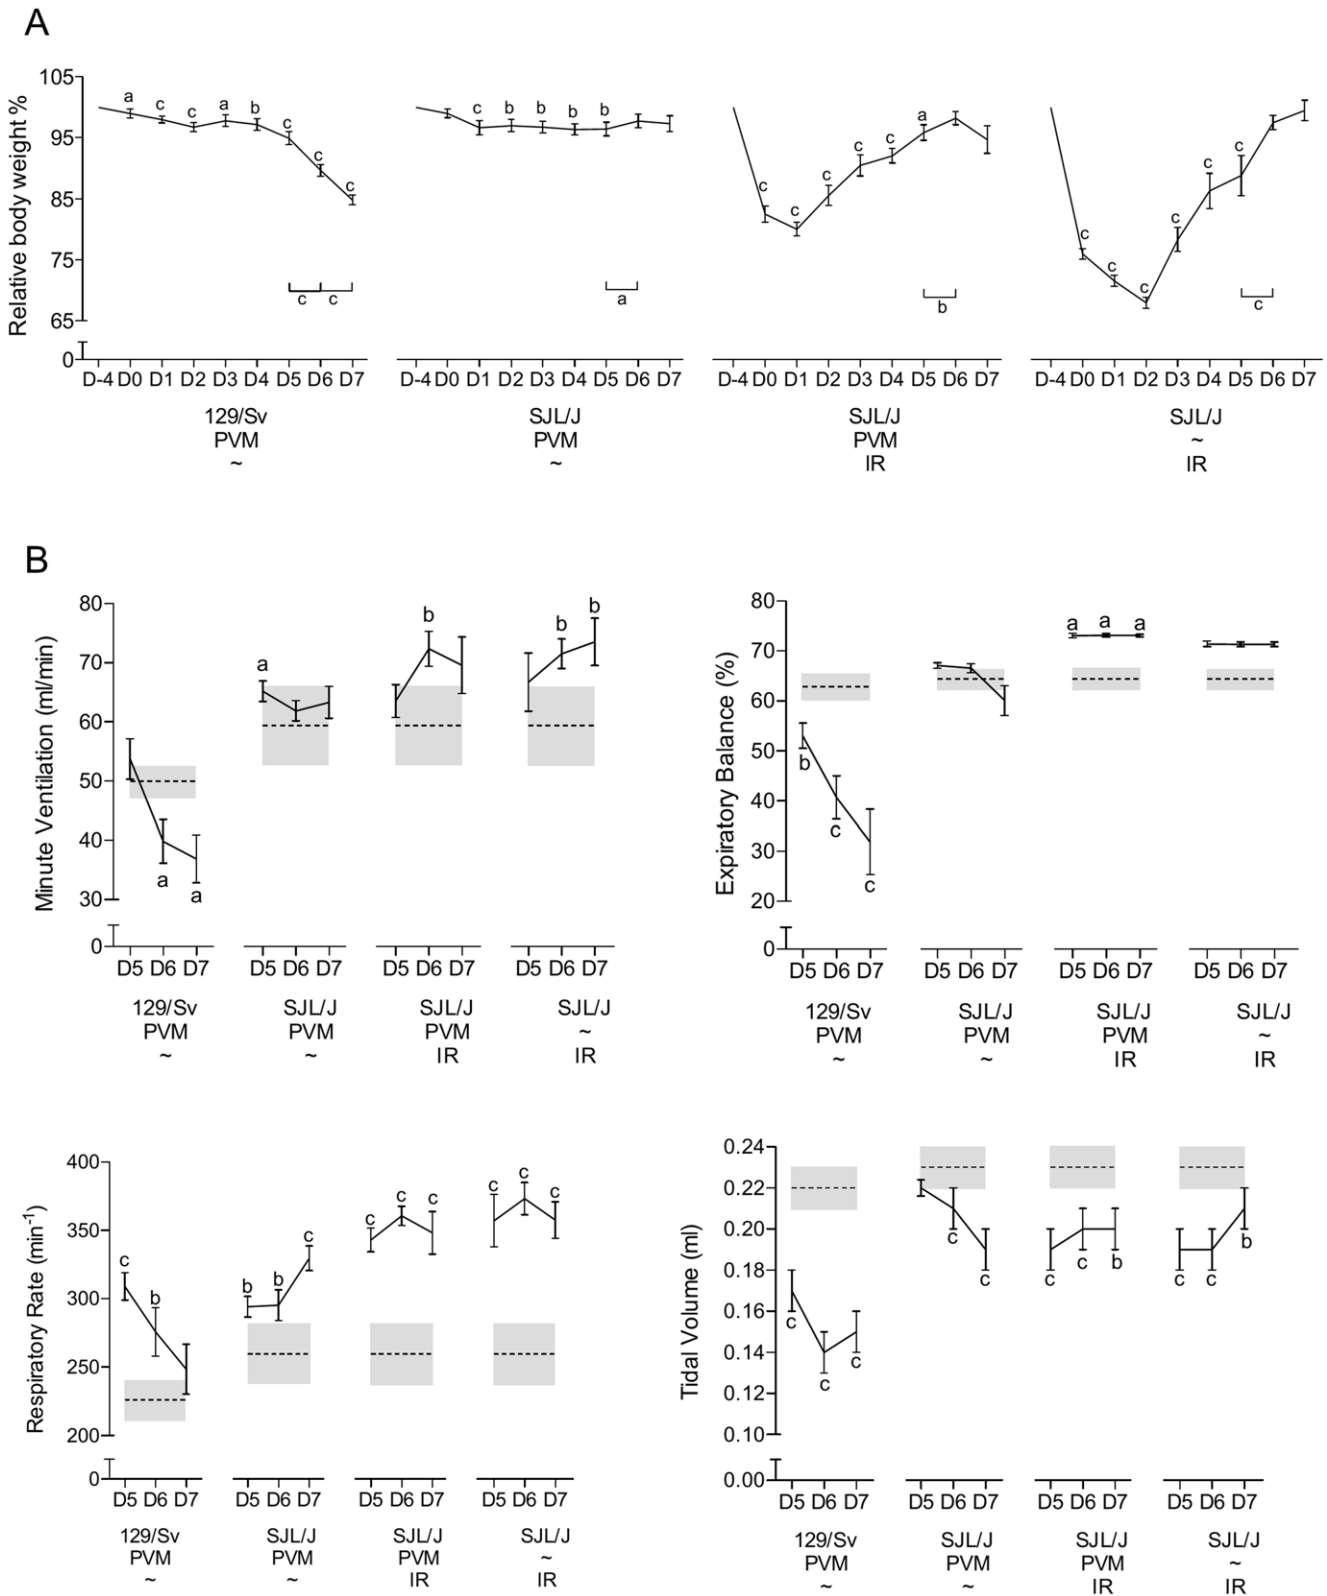 A
Relative body weight %
105
95
85
75
65
0
a c c a b c c c
c c
c b b b b
a
c c c c c a
b
c c c c c c
c
D-4 D0 D1 D2 D3 D4 D5 D6 D7
D-4 D0 D1 D2 D3 D4 D5 D6 D7
D-4 D0 D1 D2 D3 D4 D5 D6 D7
D-4 D0 D1 D2 D3 D4 D5 D6 D7
129/Sv
PVM
~
SJL/J
PVM
~
SJL/J
PVM
IR
SJL/J
~
IR
B
Minute Ventilation (ml/min)
80
70
60
50
40
30
0
a a
a
b
b b
D5 D6 D7
D5 D6 D7
D5 D6 D7
D5 D6 D7
129/Sv
PVM
~
SJL/J
PVM
~
SJL/J
PVM
IR
SJL/J
~
IR
Expiratory Balance (%)
80
70
60
50
40
30
20
0
b c c
a a a
D5 D6 D7
D5 D6 D7
D5 D6 D7
D5 D6 D7
129/Sv
PVM
~
SJL/J
PVM
~
SJL/J
PVM
IR
SJL/J
~
IR
Respiratory Rate (min-1)
400
350
300
250
200
0
c b
b b c
c c c
c c c
D5 D6 D7
D5 D6 D7
D5 D6 D7
D5 D6 D7
129/Sv
PVM
~
SJL/J
PVM
~
SJL/J
PVM
IR
SJL/J
~
IR
Tidal Volume (ml)
0.24
0.22
0.20
0.18
0.16
0.14
0.12
0.10
0.00
c c c
c c
c c b
c c b
D5 D6 D7
D5 D6 D7
D5 D6 D7
D5 D6 D7
129/Sv
PVM
~
SJL/J
PVM
~
SJL/J
PVM
IR
SJL/J
~
IR